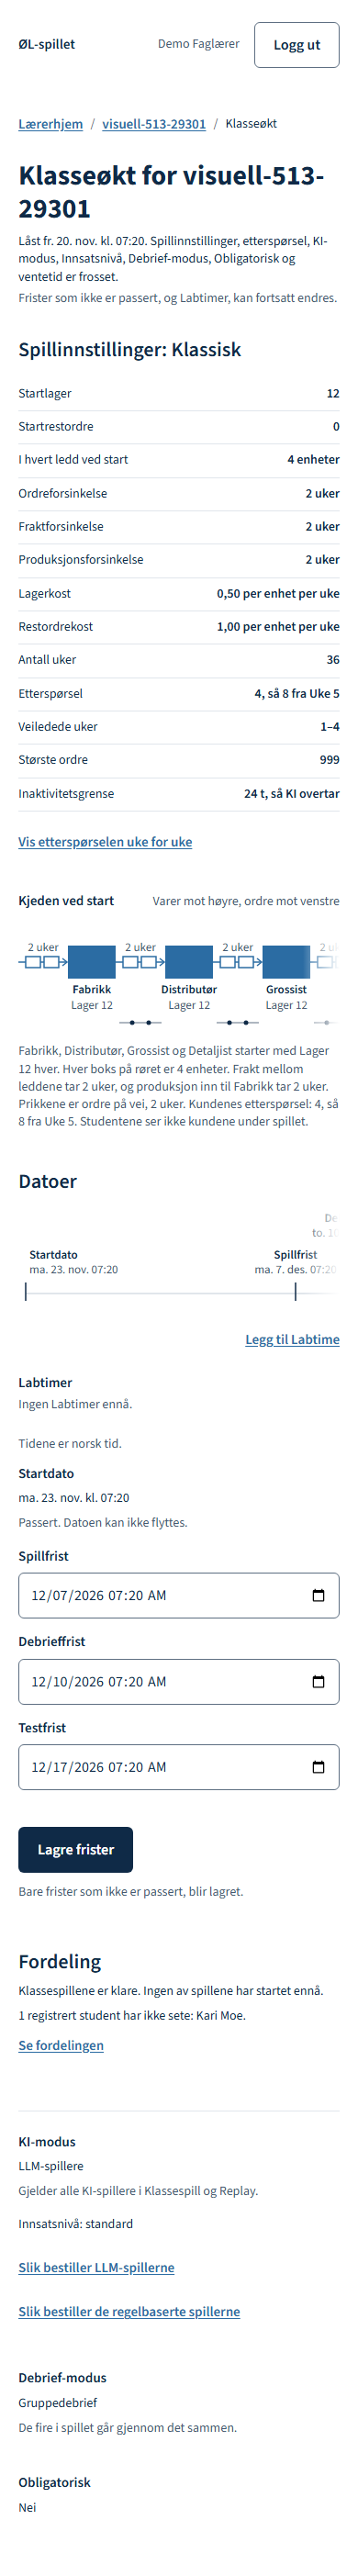 ØL-spillet
Demo Faglærer
Logg ut
Lærerhjem / visuell-513-29301 / Klasseøkt
Klasseøkt for visuell-513-
29301
Låst fr. 20. nov. kl. 07:20. Spillinnstillinger, etterspørsel, KI-
modus, Innsatsnivå, Debrief-modus, Obligatorisk og
ventetid er frosset.
Frister som ikke er passert, og Labtimer, kan fortsatt endres.
Spillinnstillinger: Klassisk
Startlager 12
Startrestordre 0
I hvert ledd ved start 4 enheter
Ordreforsinkelse 2 uker
Fraktforsinkelse 2 uker
Produksjonsforsinkelse 2 uker
Lagerkost 0,50 per enhet per uke
Restordrekost 1,00 per enhet per uke
Antall uker 36
Etterspørsel 4, så 8 fra Uke 5
Veiledede uker 1–4
Største ordre 999
Inaktivitetsgrense 24 t, så KI overtar
Vis etterspørselen uke for uke
Kjeden ved start
Varer mot høyre, ordre mot venstre
2 uker 2 uker 2 uker 2
Fabrikk Distributør Grossist
Lager 12 Lager 12 Lager 12
Fabrikk, Distributør, Grossist og Detaljist starter med Lager
12 hver. Hver boks på røret er 4 enheter. Frakt mellom
leddene tar 2 uker, og produksjon inn til Fabrikk tar 2 uker.
Prikkene er ordre på vei, 2 uker. Kundenes etterspørsel: 4, så
8 fra Uke 5. Studentene ser ikke kundene under spillet.
Datoer
De
to. 10
Startdato Spillfrist
ma. 23. nov. 07:20 ma. 7. des. 07:20
Legg til Labtime
Labtimer
Ingen Labtimer ennå.
Tidene er norsk tid.
Startdato
ma. 23. nov. kl. 07:20
Passert. Datoen kan ikke flyttes.
Spillfrist
12/07/2026 07:20 AM
Debrieffrist
12/10/2026 07:20 AM
Testfrist
12/17/2026 07:20 AM
Lagre frister
Bare frister som ikke er passert, blir lagret.
Fordeling
Klassespillene er klare. Ingen av spillene har startet ennå.
1 registrert student har ikke sete: Kari Moe.
Se fordelingen
KI-modus
LLM-spillere
Gjelder alle KI-spillere i Klassespill og Replay.
Innsatsnivå: standard
Slik bestiller LLM-spillerne
Slik bestiller de regelbaserte spillerne
Debrief-modus
Gruppedebrief
De fire i spillet går gjennom det sammen.
Obligatorisk
Nei